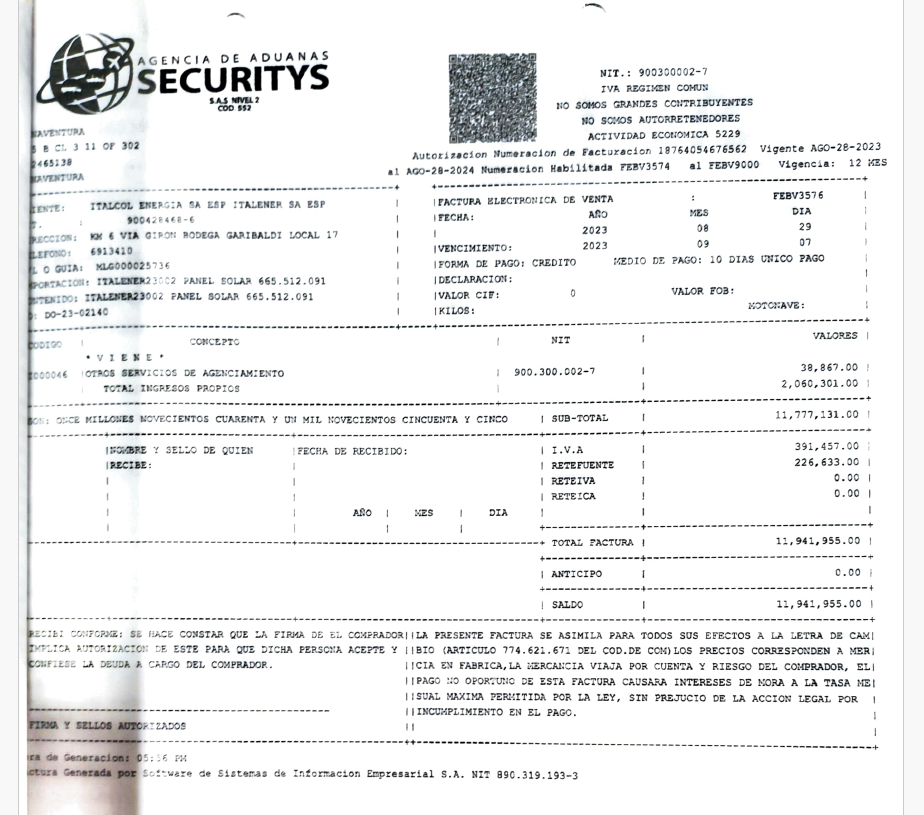 AGENCIA DE ADUANAS
SECURITYS
S.A.S NIVEL 2
COD. 552
NIT.: 900300002-7
IVA REGIMEN COMUN
NO SOMOS GRANDES CONTRIBUYENTES
NO SOMOS AUTORRETENEDORES
ACTIVIDAD ECONOMICA 5229
NAVENTURA
B CL 3 11 OF 302
2465138
NAVENTURA
Autorizacion Numeracion de Facturacion 18764054676562 Vigente AGO-28-2023
al AGO-28-2024 Numeracion Habilitada FEBV3574 al FEBV9000 Vigencia: 12 MES
IENTE: ITALCOL ENERGIA SA ESP ITALENER SA ESP
T. : 900428468-6
RECCION: KM 6 VIA GIRON BODEGA GARIBALDI LOCAL 17
LEFONO: 6913410
L O GUIA: MLG000025736
PORTACION: ITALENER23002 PANEL SOLAR 665.512.091
NTENIDO: ITALENER23002 PANEL SOLAR 665.512.091
: DO-23-02140
FACTURA ELECTRONICA DE VENTA : FEBV3576
FECHA: AÑO MES DIA
2023 08 29
VENCIMIENTO: 2023 09 07
FORMA DE PAGO: CREDITO MEDIO DE PAGO: 10 DIAS UNICO PAGO
DECLARACION:
VALOR CIF: 0 VALOR FOB:
KILOS: MOTONAVE:
CODIGO CONCEPTO NIT VALORES
* V I E N E *
000046 OTROS SERVICIOS DE AGENCIAMIENTO 900.300.002-7 38,867.00
TOTAL INGRESOS PROPIOS 2,060,301.00
SON: ONCE MILLONES NOVECIENTOS CUARENTA Y UN MIL NOVECIENTOS CINCUENTA Y CINCO SUB-TOTAL 11,777,131.00
NOMBRE Y SELLO DE QUIEN FECHA DE RECIBIDO: I.V.A 391,457.00
RECIBE: RETEFUENTE 226,633.00
RETEIVA 0.00
RETEICA 0.00
AÑO MES DIA
TOTAL FACTURA 11,941,955.00
ANTICIPO 0.00
SALDO 11,941,955.00
RECIBI CONFORME: SE HACE CONSTAR QUE LA FIRMA DE EL COMPRADOR
IMPLICA AUTORIZACION DE ESTE PARA QUE DICHA PERSONA ACEPTE Y
CONFIESE LA DEUDA A CARGO DEL COMPRADOR.
FIRMA Y SELLOS AUTORIZADOS
LA PRESENTE FACTURA SE ASIMILA PARA TODOS SUS EFECTOS A LA LETRA DE CAM
BIO (ARTICULO 774.621.671 DEL COD.DE COM)LOS PRECIOS CORRESPONDEN A MER
CIA EN FABRICA,LA MERCANCIA VIAJA POR CUENTA Y RIESGO DEL COMPRADOR, EL
PAGO NO OPORTUNO DE ESTA FACTURA CAUSARA INTERESES DE MORA A LA TASA ME
SUAL MAXIMA PERMITIDA POR LA LEY, SIN PREJUCIO DE LA ACCION LEGAL POR
INCUMPLIMIENTO EN EL PAGO.
ra de Generacion: 05:56 PM
ctura Generada por Software de Sistemas de Informacion Empresarial S.A. NIT 890.319.193-3